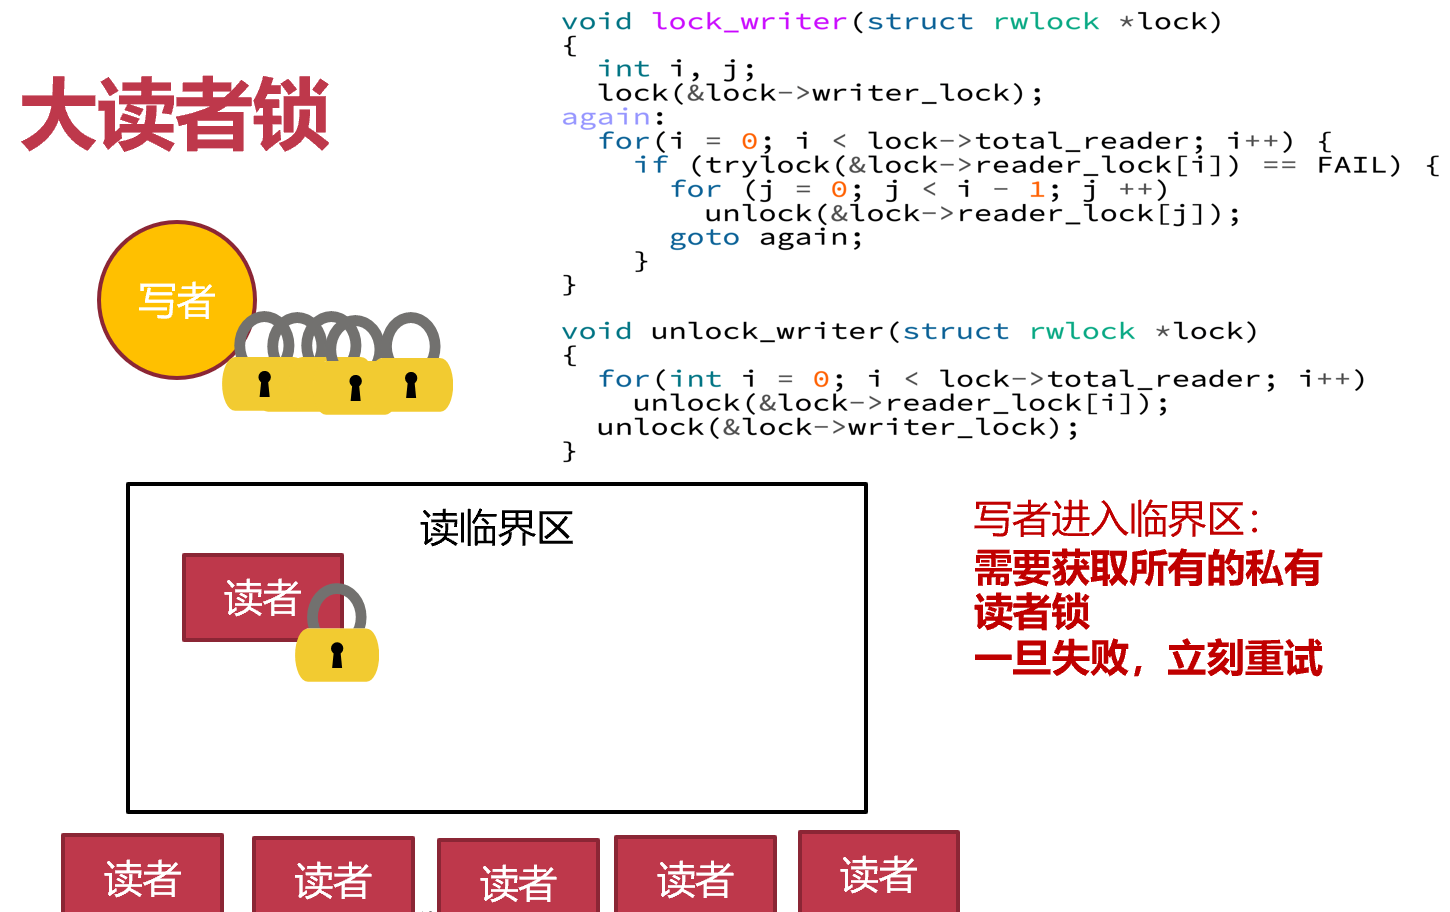 大读者锁
void lock_writer(struct rwlock *lock)
{
  int i, j;
  lock(&lock->writer_lock);
again:
  for(i = 0; i < lock->total_reader; i++) {
    if (trylock(&lock->reader_lock[i]) == FAIL) {
      for (j = 0; j < i - 1; j ++)
        unlock(&lock->reader_lock[j]);
      goto again;
    }
}
void unlock_writer(struct rwlock *lock)
{
  for(int i = 0; i < lock->total_reader; i++)
    unlock(&lock->reader_lock[i]);
  unlock(&lock->writer_lock);
}
写者
读临界区
读者
写者进入临界区：
需要获取所有的私有
读者锁
一旦失败，立刻重试
读者
读者
读者
读者
读者